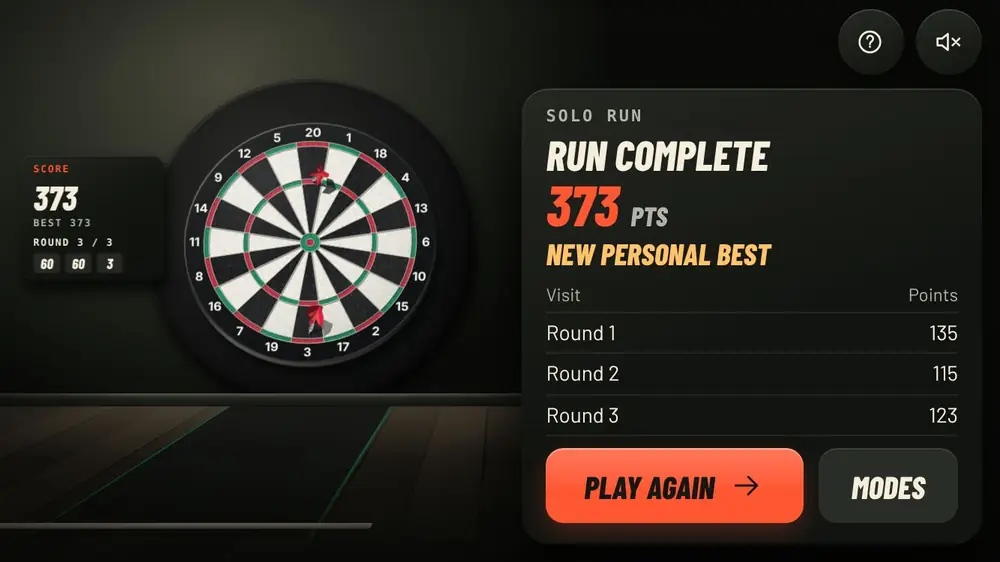 SCORE
373
BEST 373
ROUND 3 / 3
60 60 3
5 20 1
12 18
9 4
14 13
11 6
8 10
16 15
7 2
19 3 17
?
SOLO RUN
RUN COMPLETE
373 PTS
NEW PERSONAL BEST
Visit Points
Round 1 135
Round 2 115
Round 3 123
PLAY AGAIN →
MODES